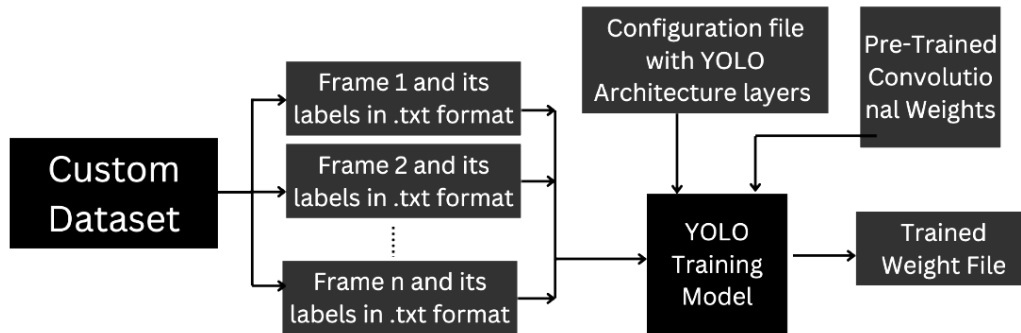 Custom
Dataset
Frame 1 and its
labels in .txt format
Frame 2 and its
labels in .txt format
Frame n and its
labels in .txt format
Configuration file
with YOLO
Architecture layers
Pre-Trained
Convolutio
nal Weights
YOLO
Training
Model
Trained
Weight File